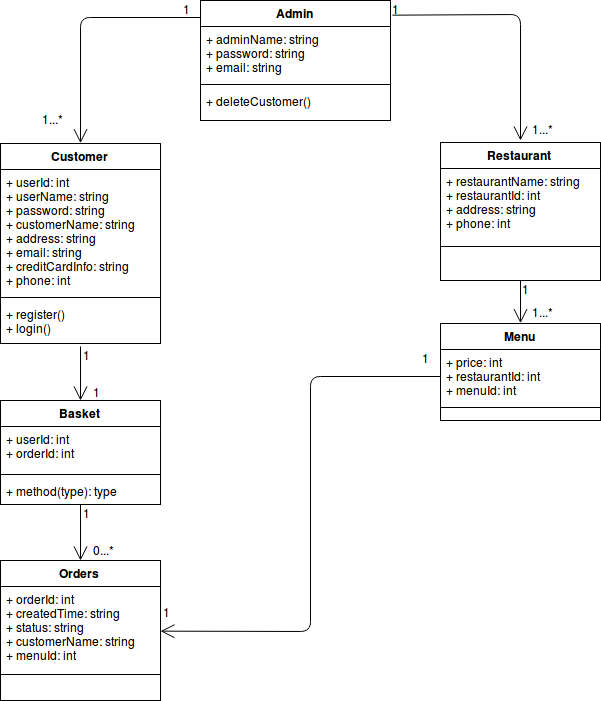 Admin
+ adminName: string
+ password: string
+ email: string
+ deleteCustomer()
1
1
1...*
1...*
Customer
+ userId: int
+ userName: string
+ password: string
+ customerName: string
+ address: string
+ email: string
+ creditCardInfo: string
+ phone: int
+ register()
+ login()
Restaurant
+ restaurantName: string
+ restaurantId: int
+ address: string
+ phone: int
1
1...*
Menu
+ price: int
+ restaurantId: int
+ menuId: int
1
1
1
Basket
+ userId: int
+ orderId: int
+ method(type): type
1
0...*
Orders
+ orderId: int
+ createdTime: string
+ status: string
+ customerName: string
+ menuId: int
1